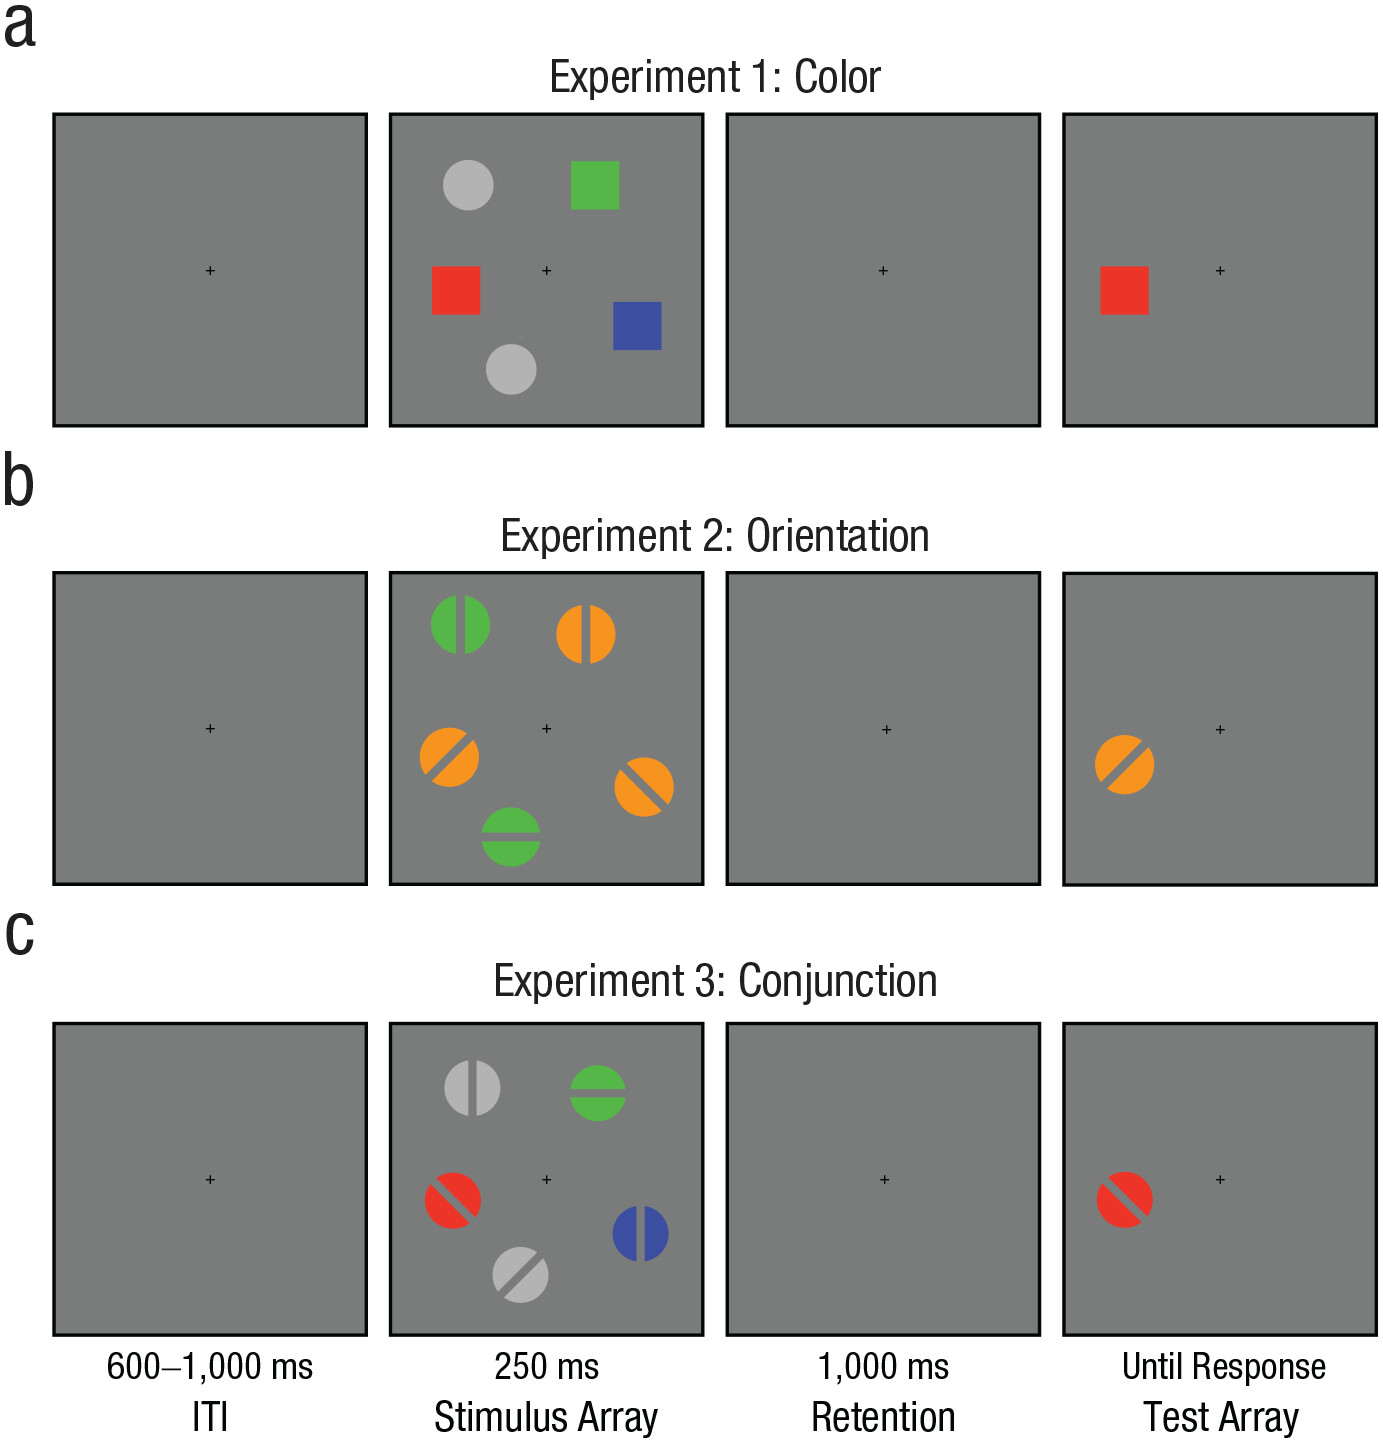 a
Experiment 1: Color
b
Experiment 2: Orientation
c
Experiment 3: Conjunction
600–1,000 ms 250 ms 1,000 ms Until Response
ITI Stimulus Array Retention Test Array